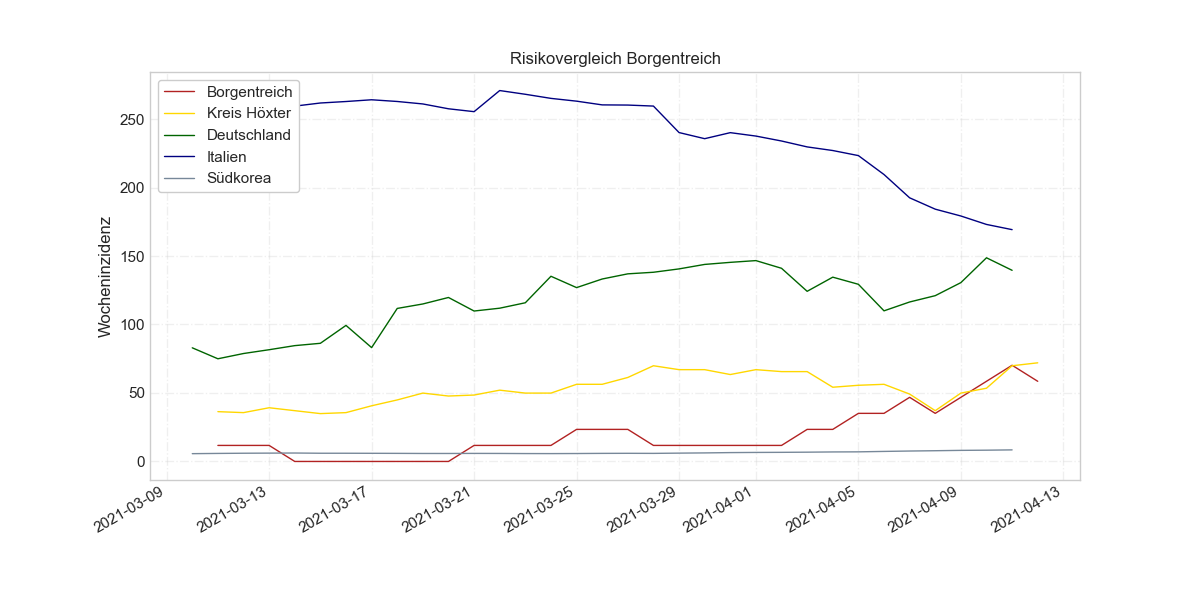 Risikovergleich Borgentreich
Borgentreich
Kreis Höxter
Deutschland
Italien
Südkorea
Wocheninzidenz
250
200
150
100
50
0
2021-03-09
2021-03-13
2021-03-17
2021-03-21
2021-03-25
2021-03-29
2021-04-01
2021-04-05
2021-04-09
2021-04-13